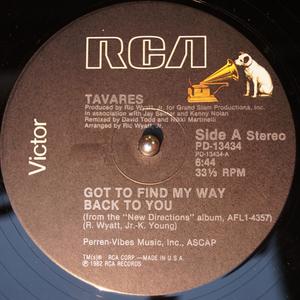 RCA
TAVARES
Produced by Ric Wyatt, Jr. for Grand Slam Productions, Inc.
in association with Jay Senter and Kenny Nolan
Remixed by David Todd and Nikki Martinelli
Arranged by Ric Wyatt, Jr.
Victor
Side A Stereo
PD-13434
PD-13434-A
6:44
33⅓ RPM
GOT TO FIND MY WAY
BACK TO YOU
(from the "New Directions" album, AFL1-4357)
(R. Wyatt, Jr.-K. Young)
Perren-Vibes Music, Inc., ASCAP
TM(s)® RCA CORP.—MADE IN U.S.A.
℗ 1982 RCA RECORDS